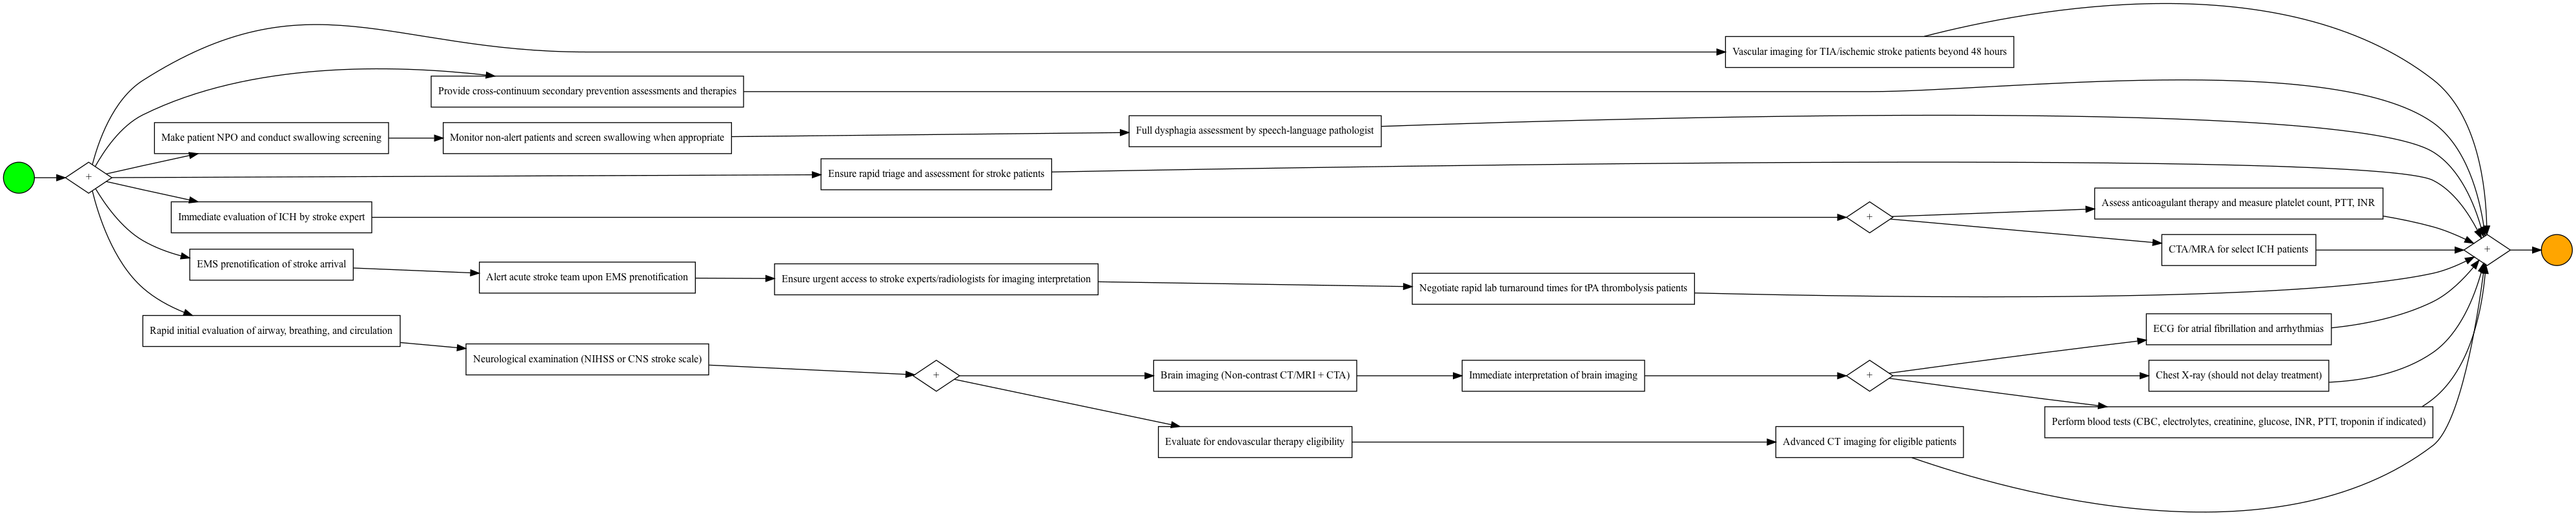 Vascular imaging for TIA/ischemic stroke patients beyond 48 hours
Provide cross-continuum secondary prevention assessments and therapies
Make patient NPO and conduct swallowing screening
Monitor non-alert patients and screen swallowing when appropriate
Full dysphagia assessment by speech-language pathologist
+
Ensure rapid triage and assessment for stroke patients
Immediate evaluation of ICH by stroke expert
+
Assess anticoagulant therapy and measure platelet count, PTT, INR
CTA/MRA for select ICH patients
+
EMS prenotification of stroke arrival
Alert acute stroke team upon EMS prenotification
Ensure urgent access to stroke experts/radiologists for imaging interpretation
Negotiate rapid lab turnaround times for tPA thrombolysis patients
Rapid initial evaluation of airway, breathing, and circulation
Neurological examination (NIHSS or CNS stroke scale)
+
Brain imaging (Non-contrast CT/MRI + CTA)
Immediate interpretation of brain imaging
+
ECG for atrial fibrillation and arrhythmias
Chest X-ray (should not delay treatment)
Perform blood tests (CBC, electrolytes, creatinine, glucose, INR, PTT, troponin if indicated)
Evaluate for endovascular therapy eligibility
Advanced CT imaging for eligible patients